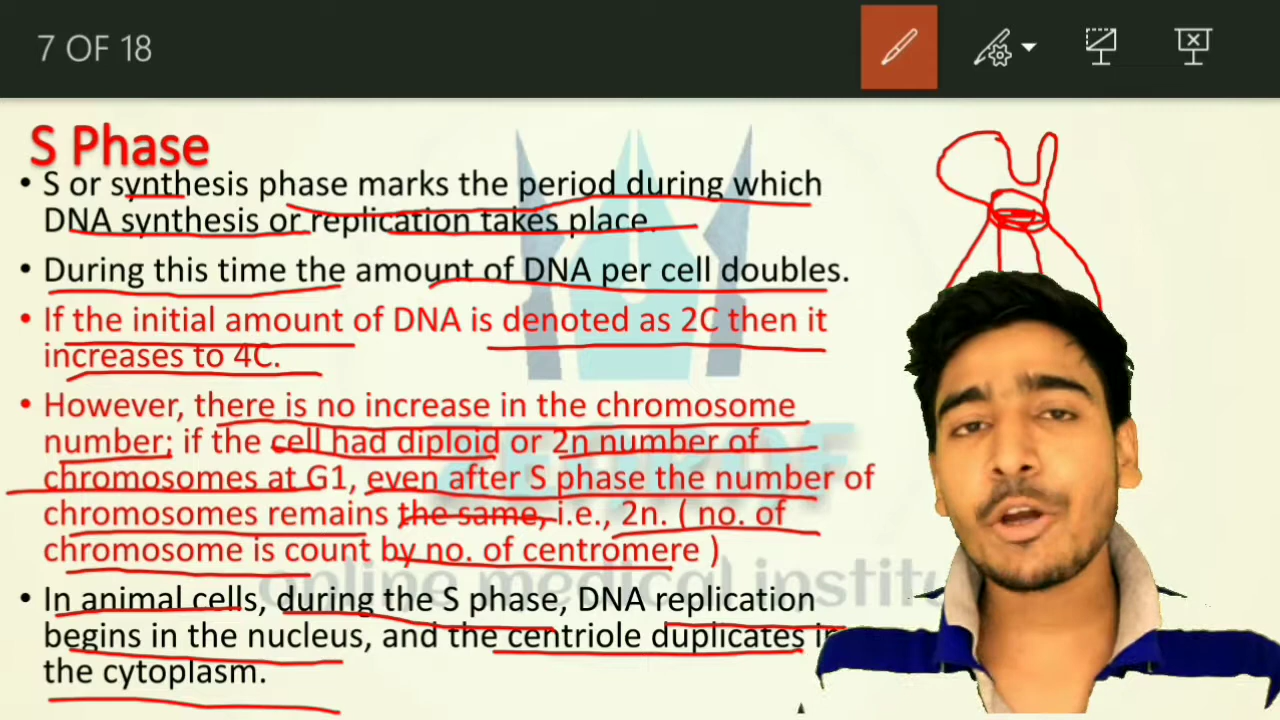 7 OF 18
S Phase
• S or synthesis phase marks the period during which
DNA synthesis or replication takes place.
• During this time the amount of DNA per cell doubles.
• If the initial amount of DNA is denoted as 2C then it
increases to 4C.
• However, there is no increase in the chromosome
number; if the cell had diploid or 2n number of
chromosomes at G1, even after S phase the number of
chromosomes remains the same, i.e., 2n. ( no. of
chromosome is count by no. of centromere )
• In animal cells, during the S phase, DNA replication
begins in the nucleus, and the centriole duplicates in
the cytoplasm.
online medical institu